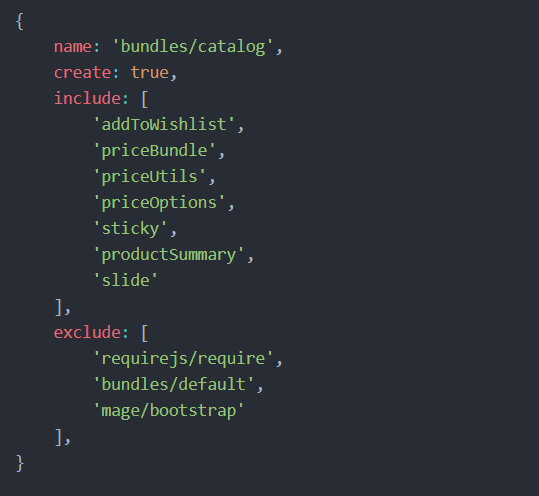 {
    name: 'bundles/catalog',
    create: true,
    include: [
        'addToWishlist',
        'priceBundle',
        'priceUtils',
        'priceOptions',
        'sticky',
        'productSummary',
        'slide'
    ],
    exclude: [
        'requirejs/require',
        'bundles/default',
        'mage/bootstrap'
    ],
}